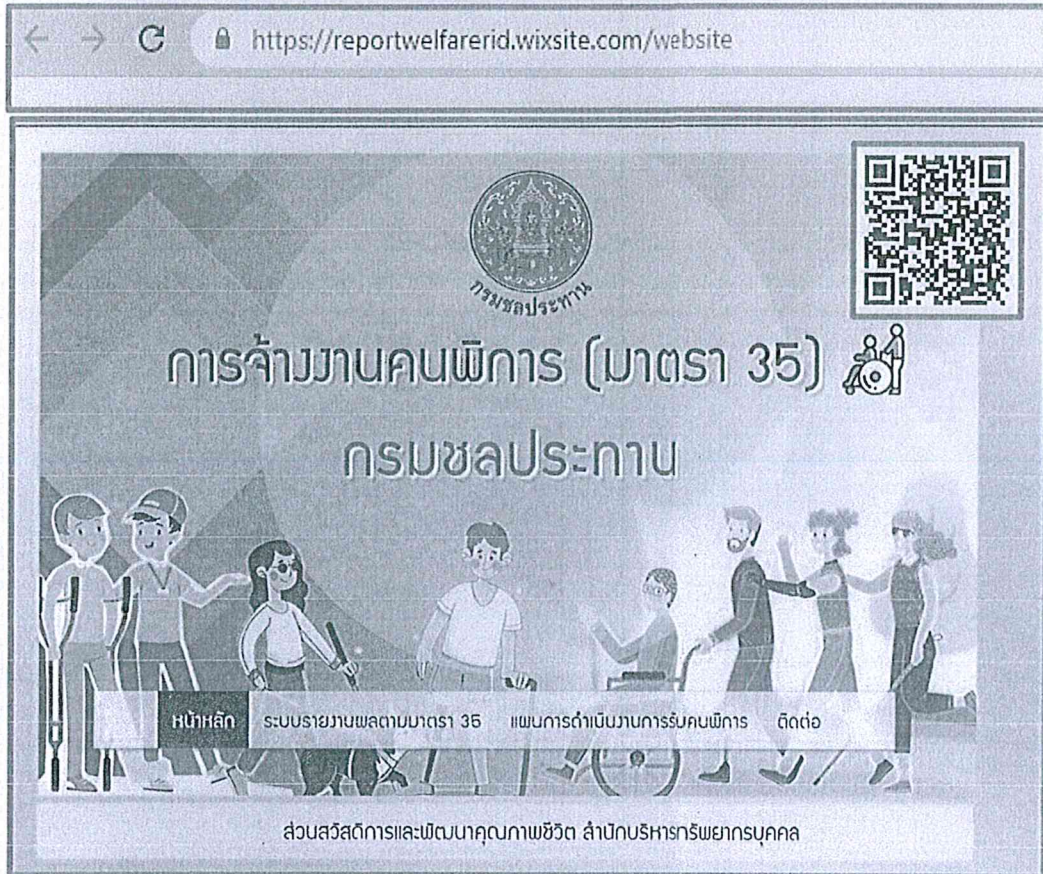 https://reportwelfarerid.wixsite.com/website
กรมชลประทาน
การจ้างงานคนพิการ (มาตรา 35)
กรมชลประทาน
หน้าหลัก ระบบรายงานผลตามมาตรา 35 แผนการดำเนินงานการรับคนพิการ ติดต่อ
ส่วนสวัสดิการและพัฒนาคุณภาพชีวิต สำนักบริหารทรัพยากรบุคคล